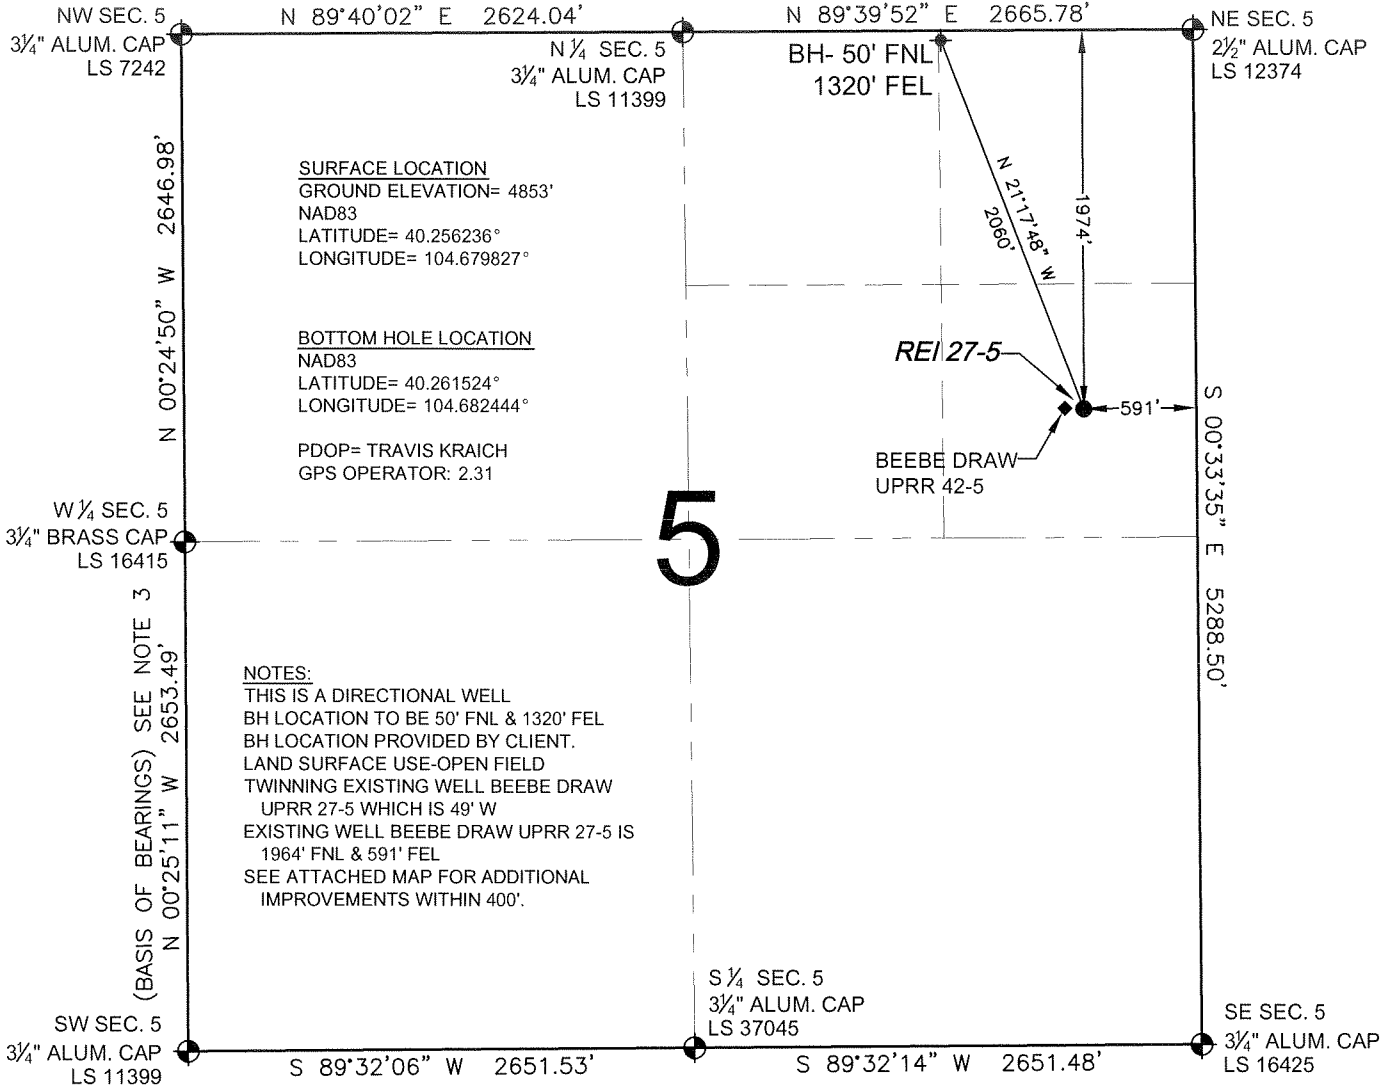 NW SEC. 5
3¼" ALUM. CAP
LS 7242
N 89°40'02" E 2624.04'
N ¼ SEC. 5
3¼" ALUM. CAP
LS 11399
N 89°39'52" E 2665.78'
NE SEC. 5
2½" ALUM. CAP
LS 12374
BH- 50' FNL
1320' FEL
N 00°24'50" W 2646.98'
SURFACE LOCATION
GROUND ELEVATION= 4853'
NAD83
LATITUDE= 40.256236°
LONGITUDE= 104.679827°
BOTTOM HOLE LOCATION
NAD83
LATITUDE= 40.261524°
LONGITUDE= 104.682444°
PDOP= TRAVIS KRAICH
GPS OPERATOR: 2.31
N 21°17'48" W
2060'
1974'
REI 27-5
591'
BEEBE DRAW
UPRR 42-5
S 00°33'35" E 5288.50'
W ¼ SEC. 5
3¼" BRASS CAP
LS 16415
5
(BASIS OF BEARINGS) SEE NOTE 3
N 00°25'11" W 2653.49'
NOTES:
THIS IS A DIRECTIONAL WELL
BH LOCATION TO BE 50' FNL & 1320' FEL
BH LOCATION PROVIDED BY CLIENT.
LAND SURFACE USE-OPEN FIELD
TWINNING EXISTING WELL BEEBE DRAW
UPRR 27-5 WHICH IS 49' W
EXISTING WELL BEEBE DRAW UPRR 27-5 IS
1964' FNL & 591' FEL
SEE ATTACHED MAP FOR ADDITIONAL
IMPROVEMENTS WITHIN 400'.
SW SEC. 5
3¼" ALUM. CAP
LS 11399
S 89°32'06" W 2651.53'
S ¼ SEC. 5
3¼" ALUM. CAP
LS 37045
S 89°32'14" W 2651.48'
SE SEC. 5
3¼" ALUM. CAP
LS 16425